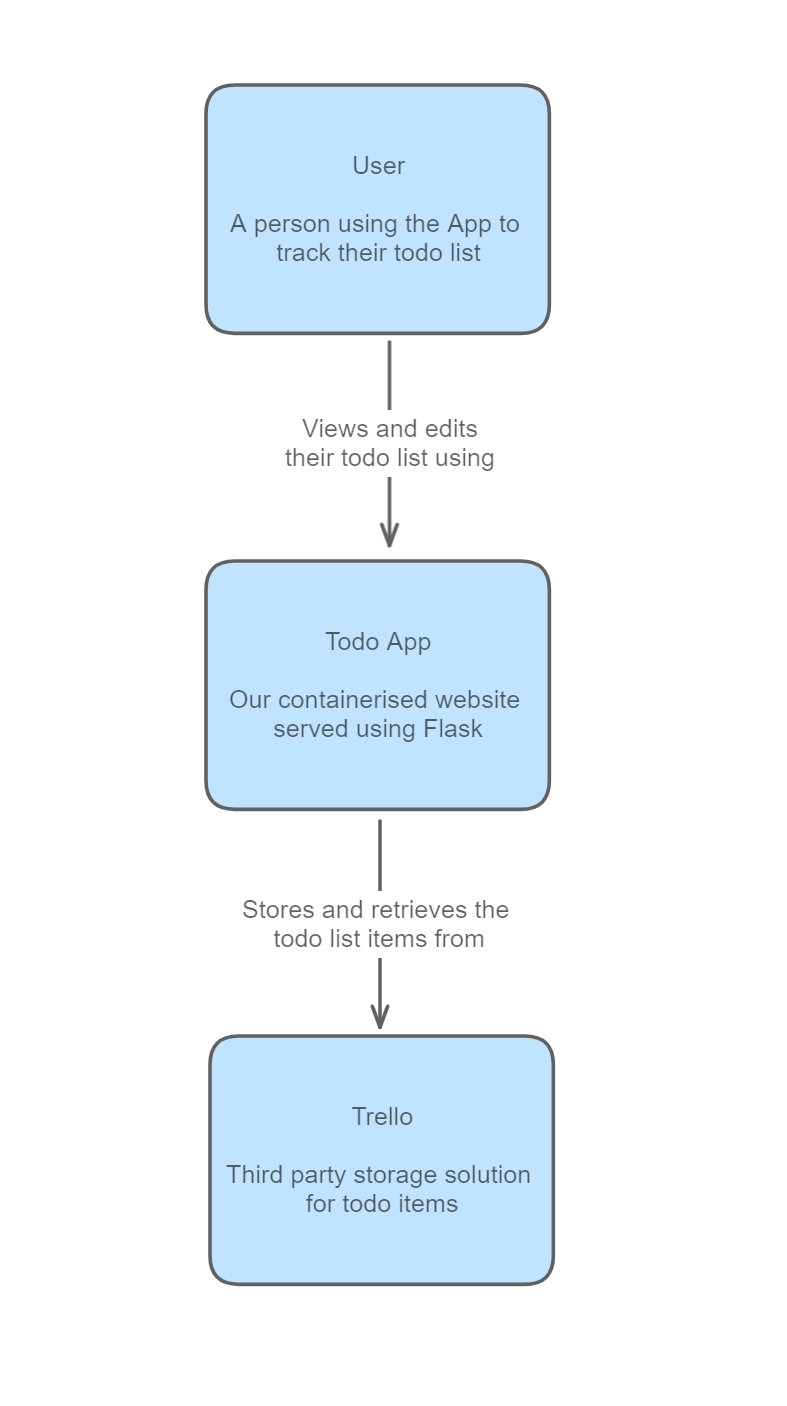 User
A person using the App to
track their todo list
Views and edits
their todo list using
Todo App
Our containerised website
served using Flask
Stores and retrieves the
todo list items from
Trello
Third party storage solution
for todo items